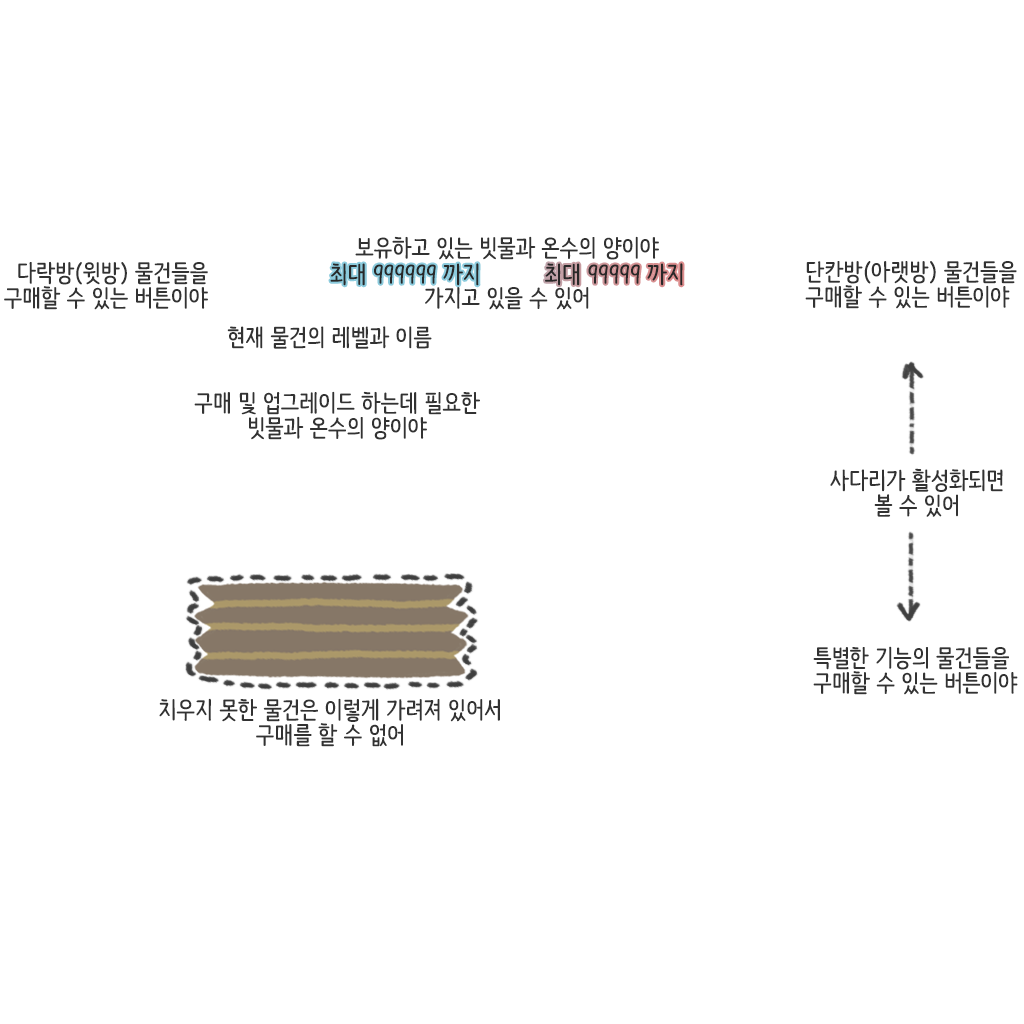 보유하고 있는 빗물과 온수의 양이야
최대 999999 까지 최대 99999 까지
가지고 있을 수 있어
다락방(윗방) 물건들을
구매할 수 있는 버튼이야
단칸방(아랫방) 물건들을
구매할 수 있는 버튼이야
현재 물건의 레벨과 이름
구매 및 업그레이드 하는데 필요한
빗물과 온수의 양이야
사다리가 활성화되면
볼 수 있어
특별한 기능의 물건들을
구매할 수 있는 버튼이야
치우지 못한 물건은 이렇게 가려져 있어서
구매를 할 수 없어